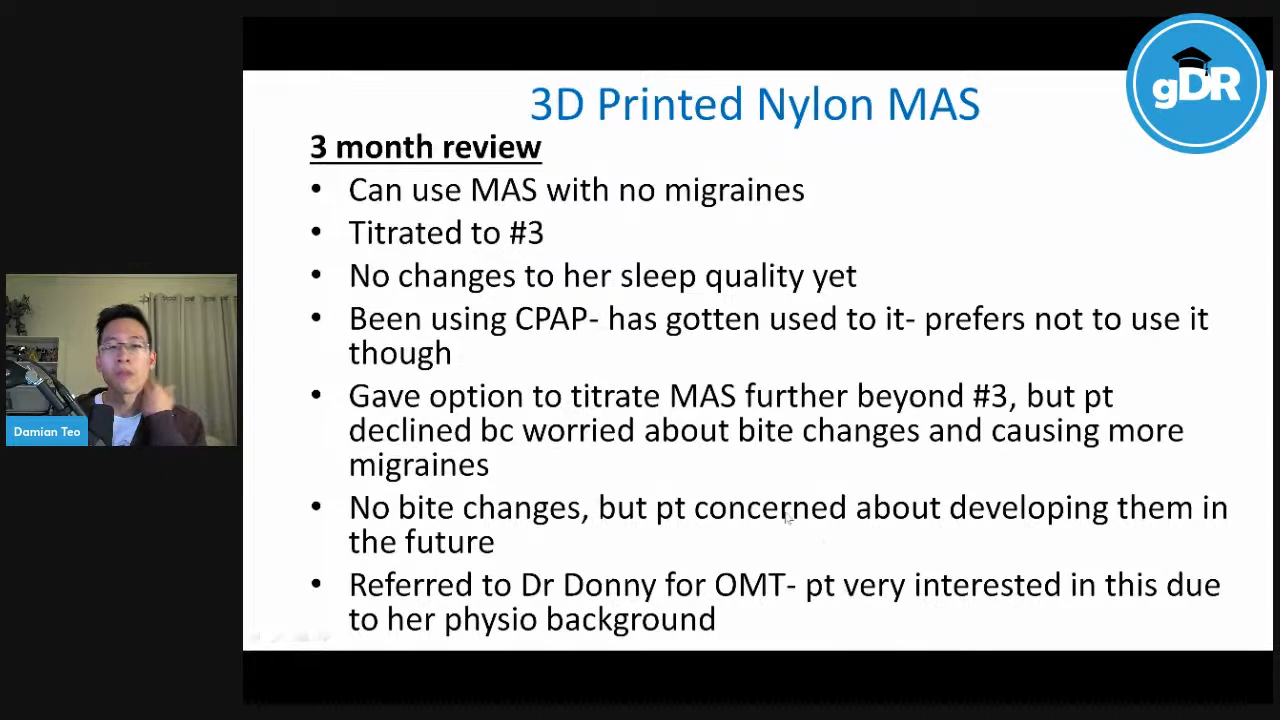 gDR
3D Printed Nylon MAS
3 month review
• Can use MAS with no migraines
• Titrated to #3
• No changes to her sleep quality yet
• Been using CPAP- has gotten used to it- prefers not to use it
though
• Gave option to titrate MAS further beyond #3, but pt
declined bc worried about bite changes and causing more
migraines
• No bite changes, but pt concerned about developing them in
the future
• Referred to Dr Donny for OMT- pt very interested in this due
to her physio background
Damian Teo